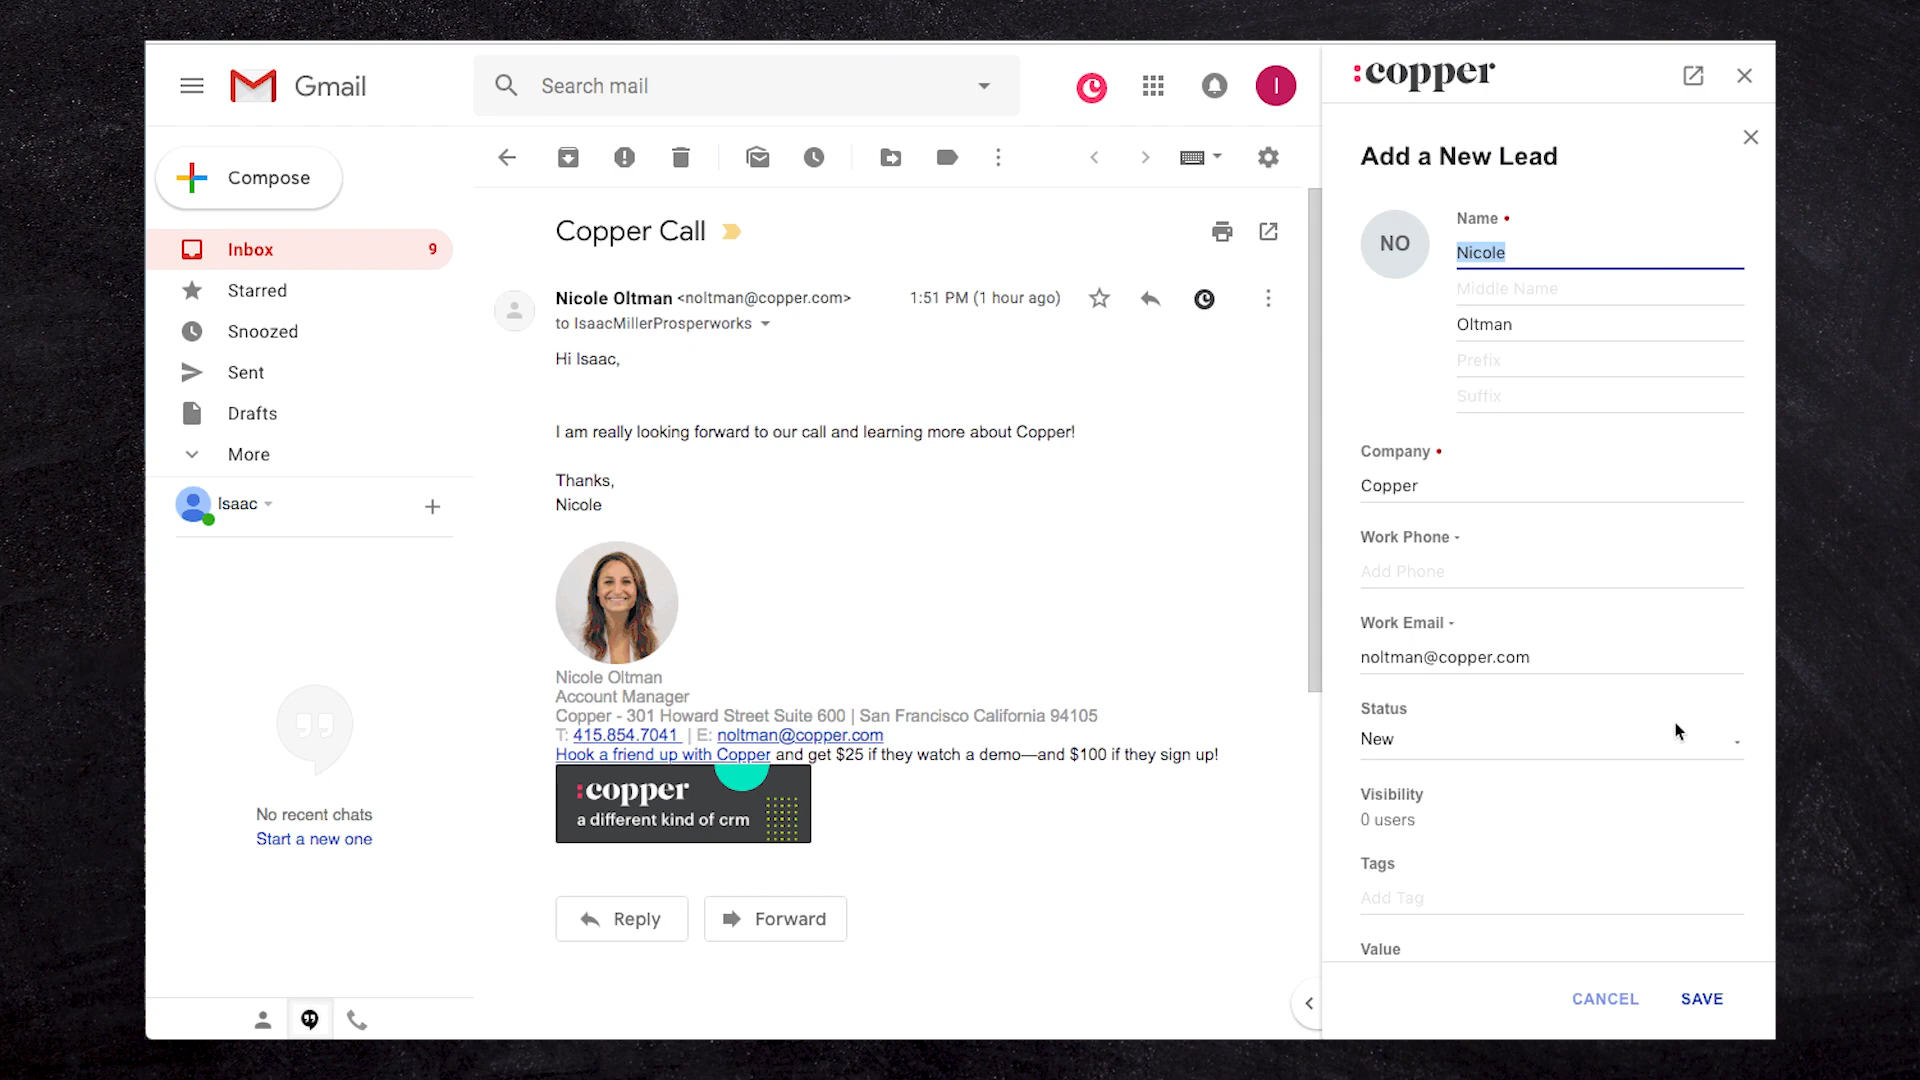 Gmail
Search mail
I
:copper
Compose
Inbox 9
Starred
Snoozed
Sent
Drafts
More
Isaac
No recent chats
Start a new one
Copper Call
Nicole Oltman <noltman@copper.com> 1:51 PM (1 hour ago)
to IsaacMillerProsperworks
Hi Isaac,
I am really looking forward to our call and learning more about Copper!
Thanks,
Nicole
Nicole Oltman
Account Manager
Copper - 301 Howard Street Suite 600 | San Francisco California 94105
T: 415.854.7041 | E: noltman@copper.com
Hook a friend up with Copper and get $25 if they watch a demo—and $100 if they sign up!
:copper
a different kind of crm
Reply Forward
Add a New Lead
NO
Name •
Nicole
Middle Name
Oltman
Prefix
Suffix
Company •
Copper
Work Phone
Add Phone
Work Email
noltman@copper.com
Status
New
Visibility
0 users
Tags
Add Tag
Value
CANCEL SAVE